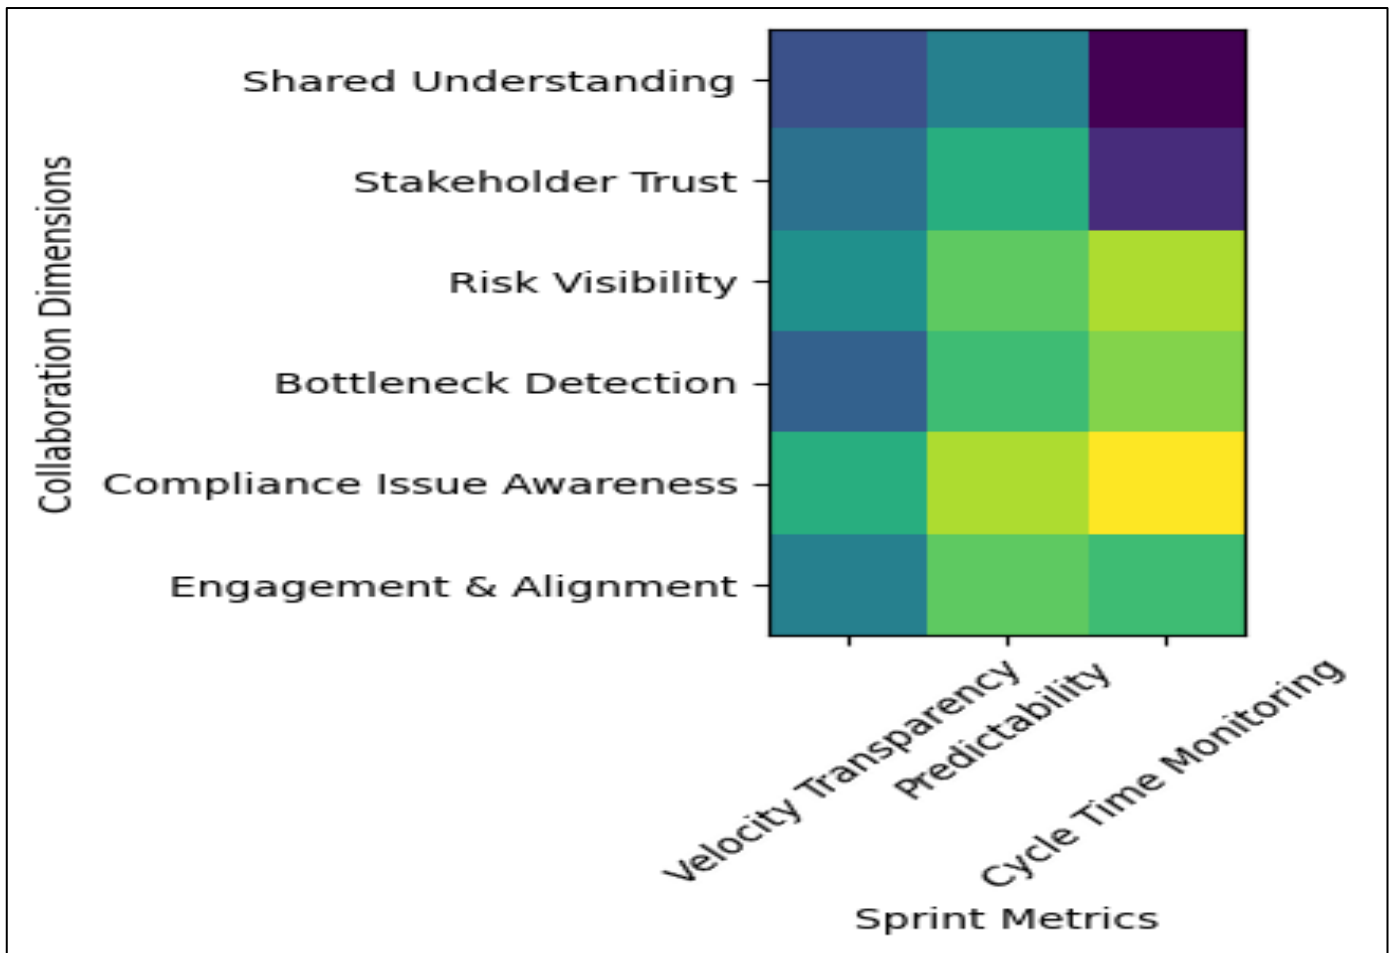 Collaboration Dimensions
Shared Understanding
Stakeholder Trust
Risk Visibility
Bottleneck Detection
Compliance Issue Awareness
Engagement & Alignment
Velocity Transparency
Predictability
Cycle Time Monitoring
Sprint Metrics